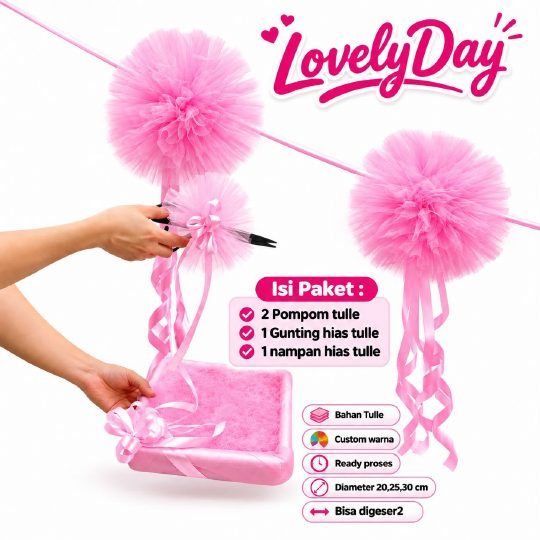 LovelyDay
Isi Paket :
2 Pompom tulle
1 Gunting hias tulle
1 nampan hias tulle
Bahan Tulle
Custom warna
Ready proses
Diameter 20,25,30 cm
Bisa digeser2